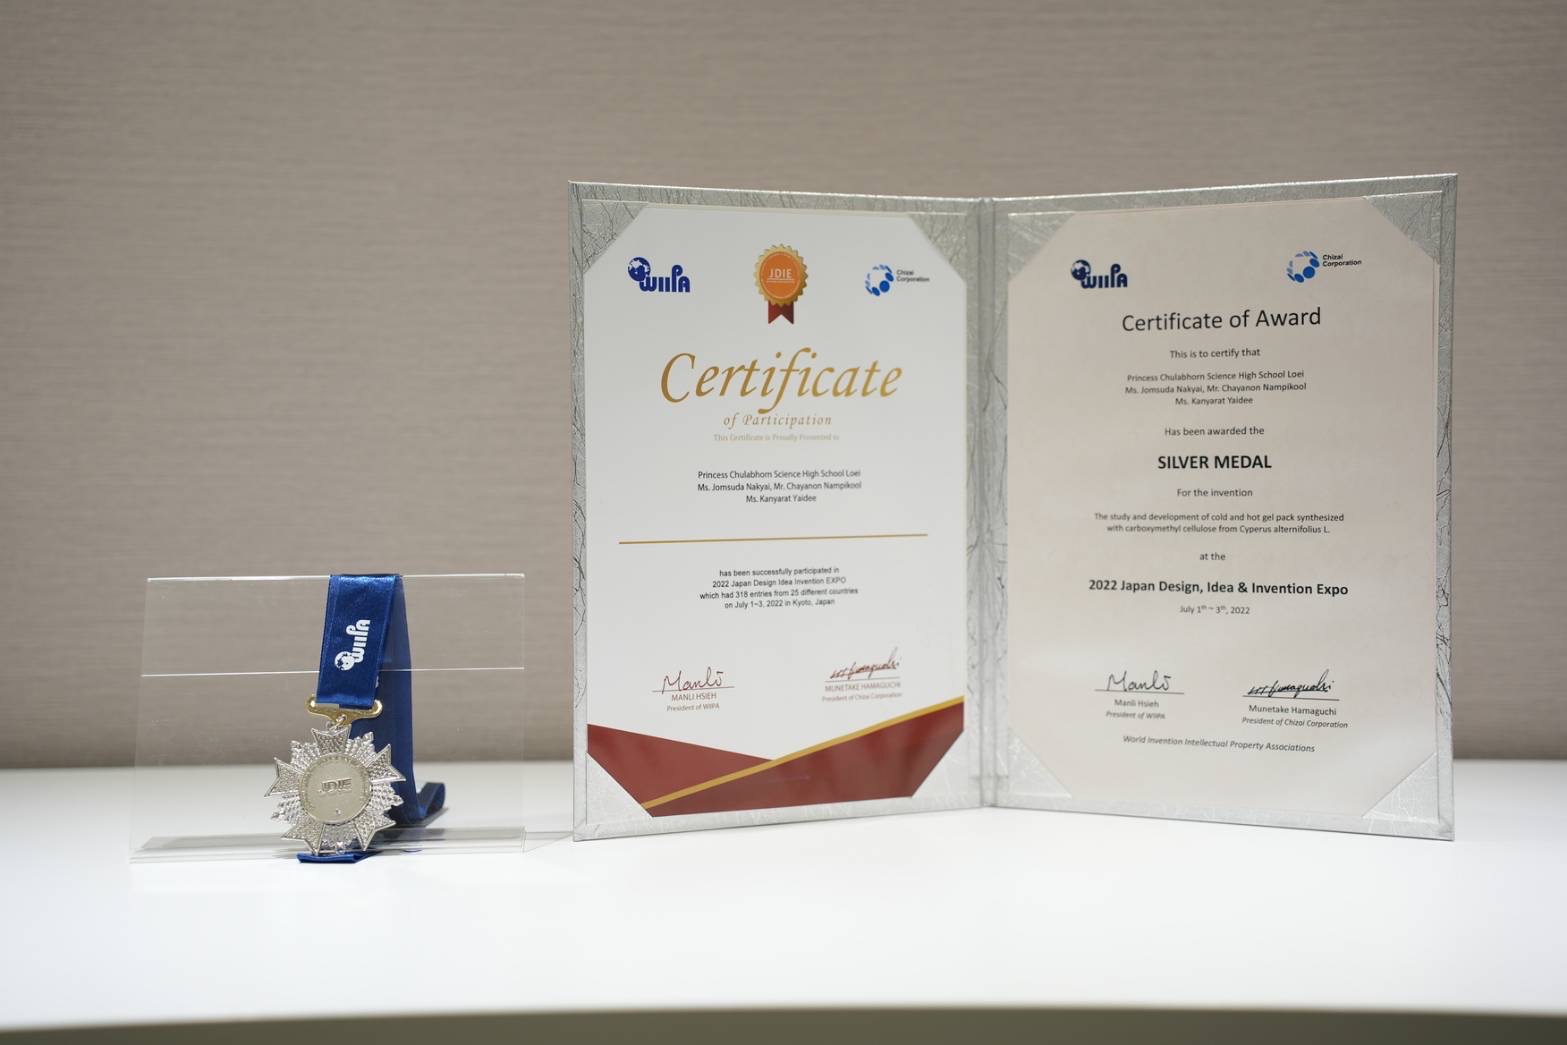 WIIPA
JDIE
WIIPA
JDIE
Chizai
Corporation
Certificate
of Participation
This Certificate is Proudly Presented to
Princess Chulabhorn Science High School Loei
Ms. Jomsuda Nakyai, Mr. Chayanon Nampikool
Ms. Kanyarat Yaidee
has been successfully participated in
2022 Japan Design Idea Invention EXPO
which had 318 entries from 25 different countries
on July 1~3, 2022 in Kyoto, Japan
Manli
MANLI HSIEH
President of WIIPA
MUNETAKE HAMAGUCHI
President of Chizai Corporation
WIIPA
Chizai
Corporation
Certificate of Award
This is to certify that
Princess Chulabhorn Science High School Loei
Ms. Jomsuda Nakyai, Mr. Chayanon Nampikool
Ms. Kanyarat Yaidee
Has been awarded the
SILVER MEDAL
For the invention
The study and development of cold and hot gel pack synthesized
with carboxymethyl cellulose from Cyperus alternifolius L.
at the
2022 Japan Design, Idea & Invention Expo
July 1th ~ 3th, 2022
Manli
Manli Hsieh
President of WIIPA
Munetake Hamaguchi
President of Chizai Corporation
World Invention Intellectual Property Associations